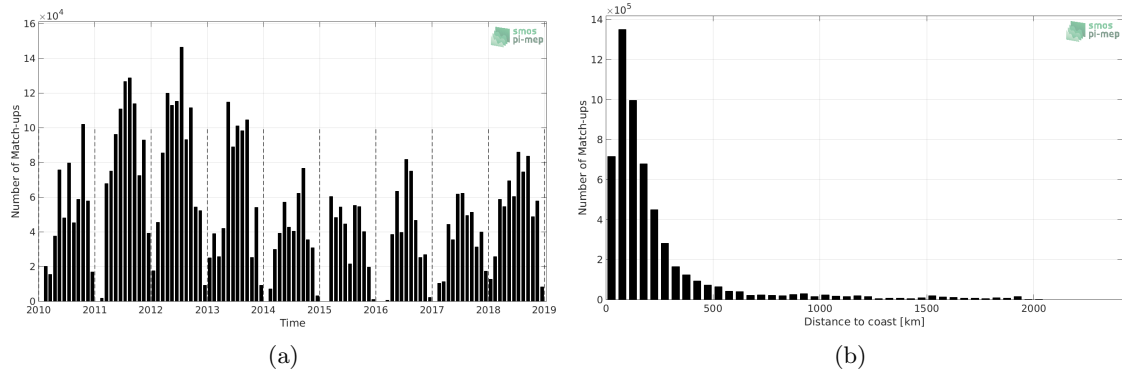 16 ×10⁴
14
12
10
8
6
4
2
0
Number of Match-ups
2010 2011 2012 2013 2014 2015 2016 2017 2018 2019
Time
smos
pi-mep
(a)
14 ×10⁵
12
10
8
6
4
2
0
Number of Match-ups
0 500 1000 1500 2000
Distance to coast [km]
smos
pi-mep
(b)